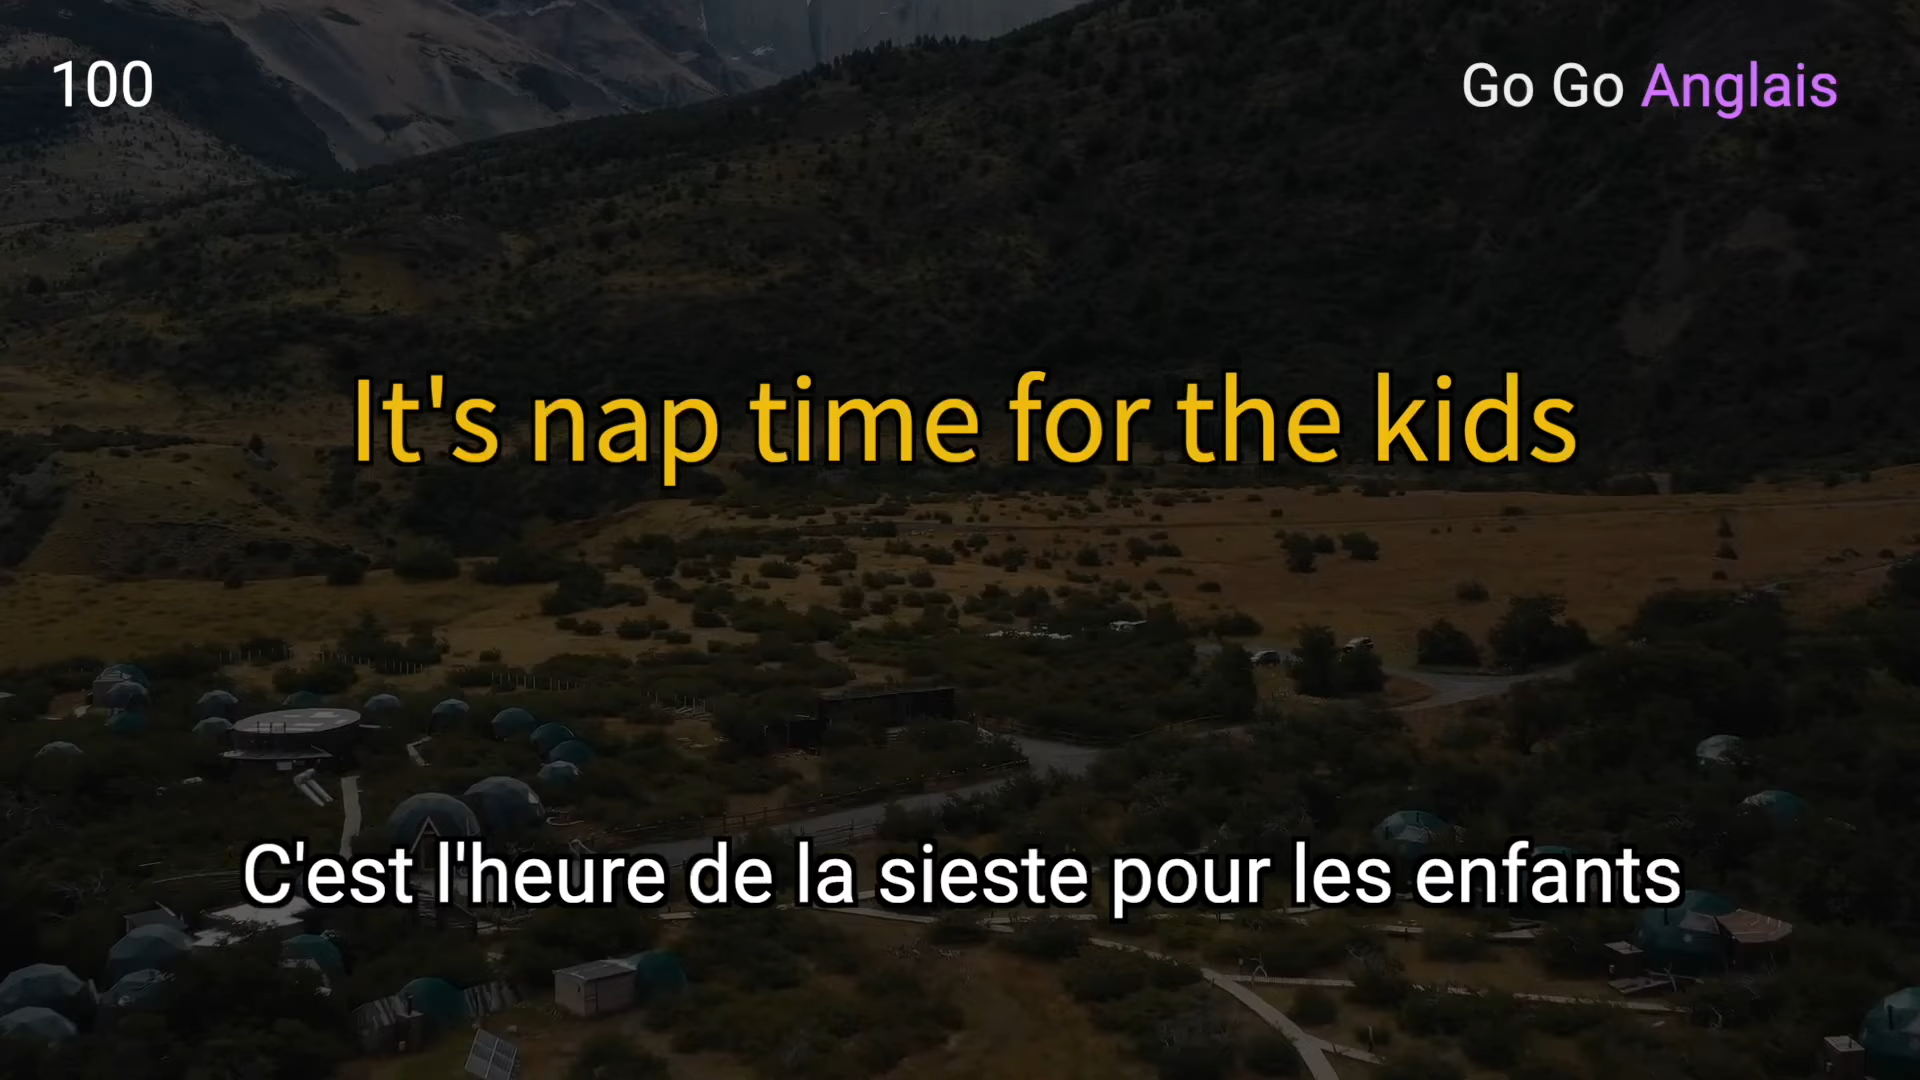 100
Go Go Anglais
It's nap time for the kids
C'est l'heure de la sieste pour les enfants